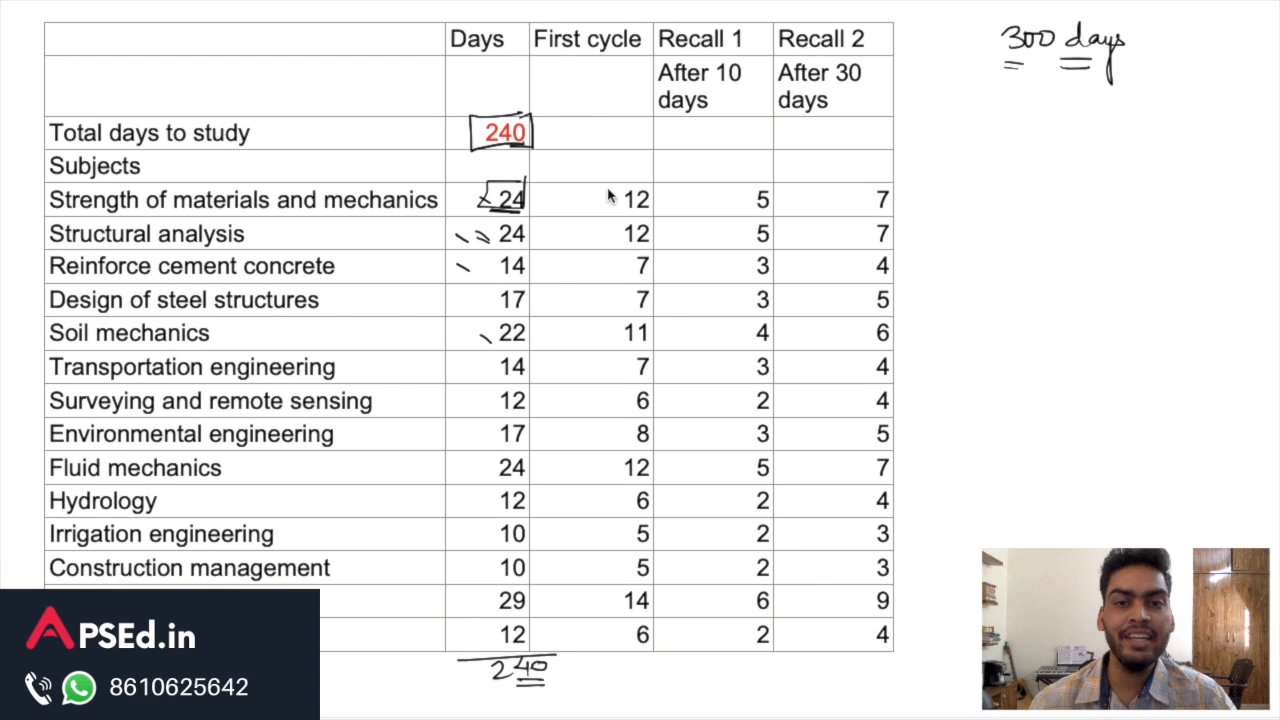 Days First cycle Recall 1 Recall 2
After 10 days After 30 days
Total days to study 240
Subjects
Strength of materials and mechanics 24 12 5 7
Structural analysis 24 12 5 7
Reinforce cement concrete 14 7 3 4
Design of steel structures 17 7 3 5
Soil mechanics 22 11 4 6
Transportation engineering 14 7 3 4
Surveying and remote sensing 12 6 2 4
Environmental engineering 17 8 3 5
Fluid mechanics 24 12 5 7
Hydrology 12 6 2 4
Irrigation engineering 10 5 2 3
Construction management 10 5 2 3
29 14 6 9
12 6 2 4
240
300 days
APSEd.in
8610625642